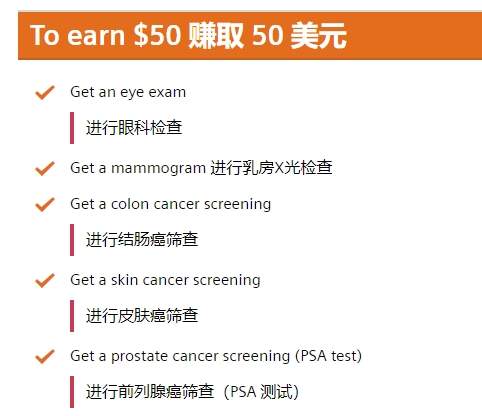 To earn $50 赚取 50 美元
Get an eye exam
进行眼科检查
Get a mammogram 进行乳房X光检查
Get a colon cancer screening
进行结肠癌筛查
Get a skin cancer screening
进行皮肤癌筛查
Get a prostate cancer screening (PSA test)
进行前列腺癌筛查（PSA 测试）